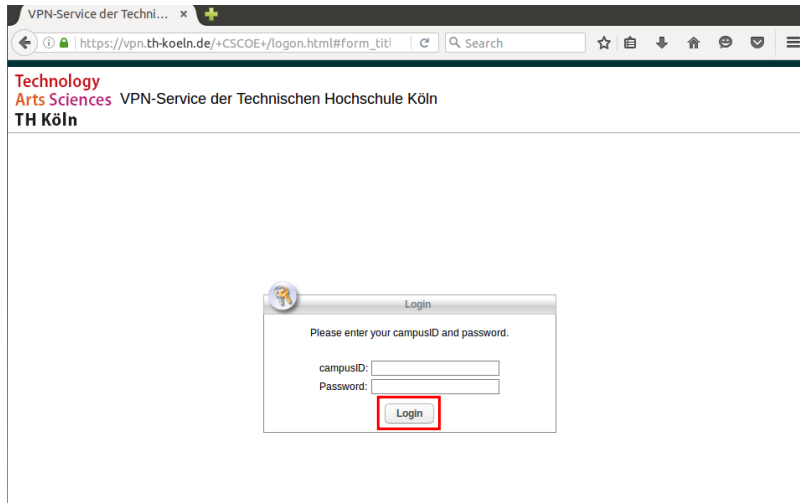 VPN-Service der Techni...
https://vpn.th-koeln.de/+CSCOE+/logon.html#form_titl
Search
Technology
Arts Sciences
TH Köln
VPN-Service der Technischen Hochschule Köln
Login
Please enter your campusID and password.
campusID:
Password:
Login